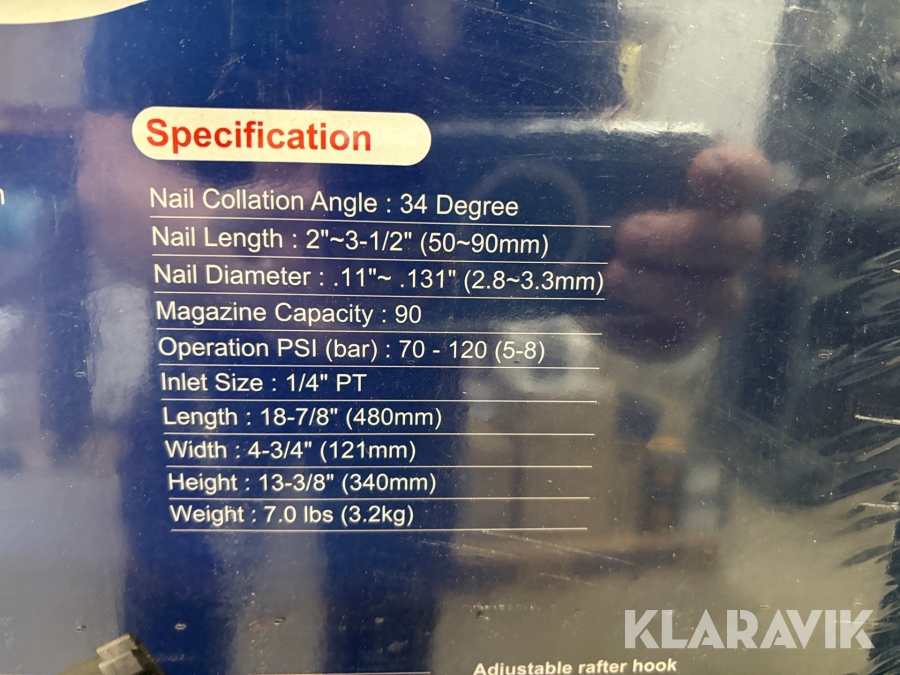 Specification
Nail Collation Angle : 34 Degree
Nail Length : 2"~3-1/2" (50~90mm)
Nail Diameter : .11"~ .131" (2.8~3.3mm)
Magazine Capacity : 90
Operation PSI (bar) : 70 - 120 (5-8)
Inlet Size : 1/4" PT
Length : 18-7/8" (480mm)
Width : 4-3/4" (121mm)
Height : 13-3/8" (340mm)
Weight : 7.0 lbs (3.2kg)
KLARAVIK
Adjustable rafter hook